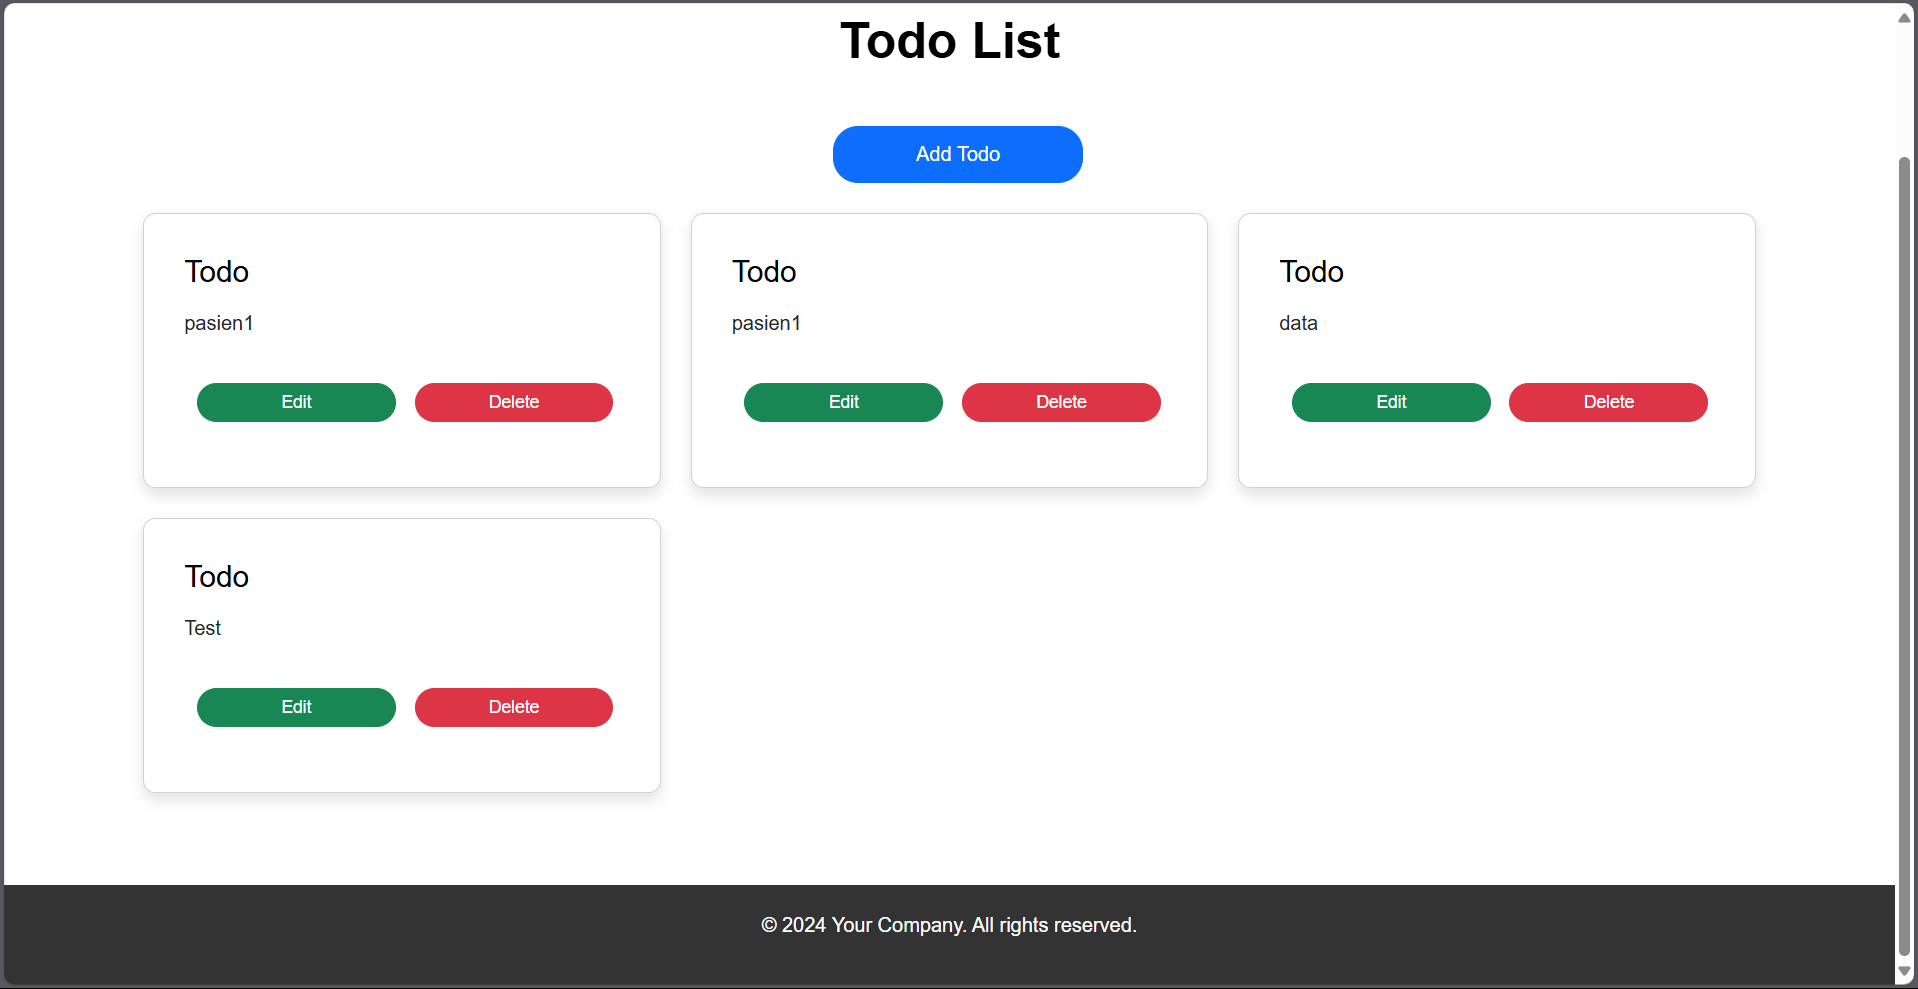 Todo List
Add Todo
Todo
pasien1
Edit Delete
Todo
pasien1
Edit Delete
Todo
data
Edit Delete
Todo
Test
Edit Delete
© 2024 Your Company. All rights reserved.